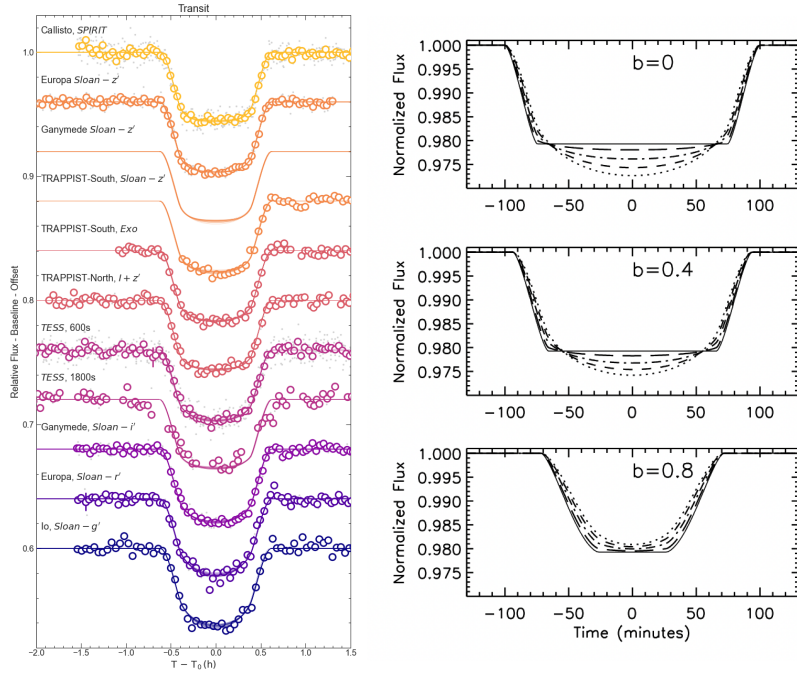 Transit
Callisto, SPIRIT
Europa Sloan − z′
Ganymede Sloan − z′
TRAPPIST-South, Sloan − z′
TRAPPIST-South, Exo
TRAPPIST-North, I + z′
TESS, 600s
TESS, 1800s
Ganymede, Sloan − i′
Europa, Sloan − r′
Io, Sloan − g′
Relative Flux - Baseline - Offset
1.0
0.9
0.8
0.7
0.6
−2.0 −1.5 −1.0 −0.5 0.0 0.5 1.0 1.5
T − T₀ (h)
b=0
Normalized Flux
1.000
0.995
0.990
0.985
0.980
0.975
−100 −50 0 50 100
b=0.4
Normalized Flux
1.000
0.995
0.990
0.985
0.980
0.975
−100 −50 0 50 100
b=0.8
Normalized Flux
1.000
0.995
0.990
0.985
0.980
0.975
0.970
−100 −50 0 50 100
Time (minutes)